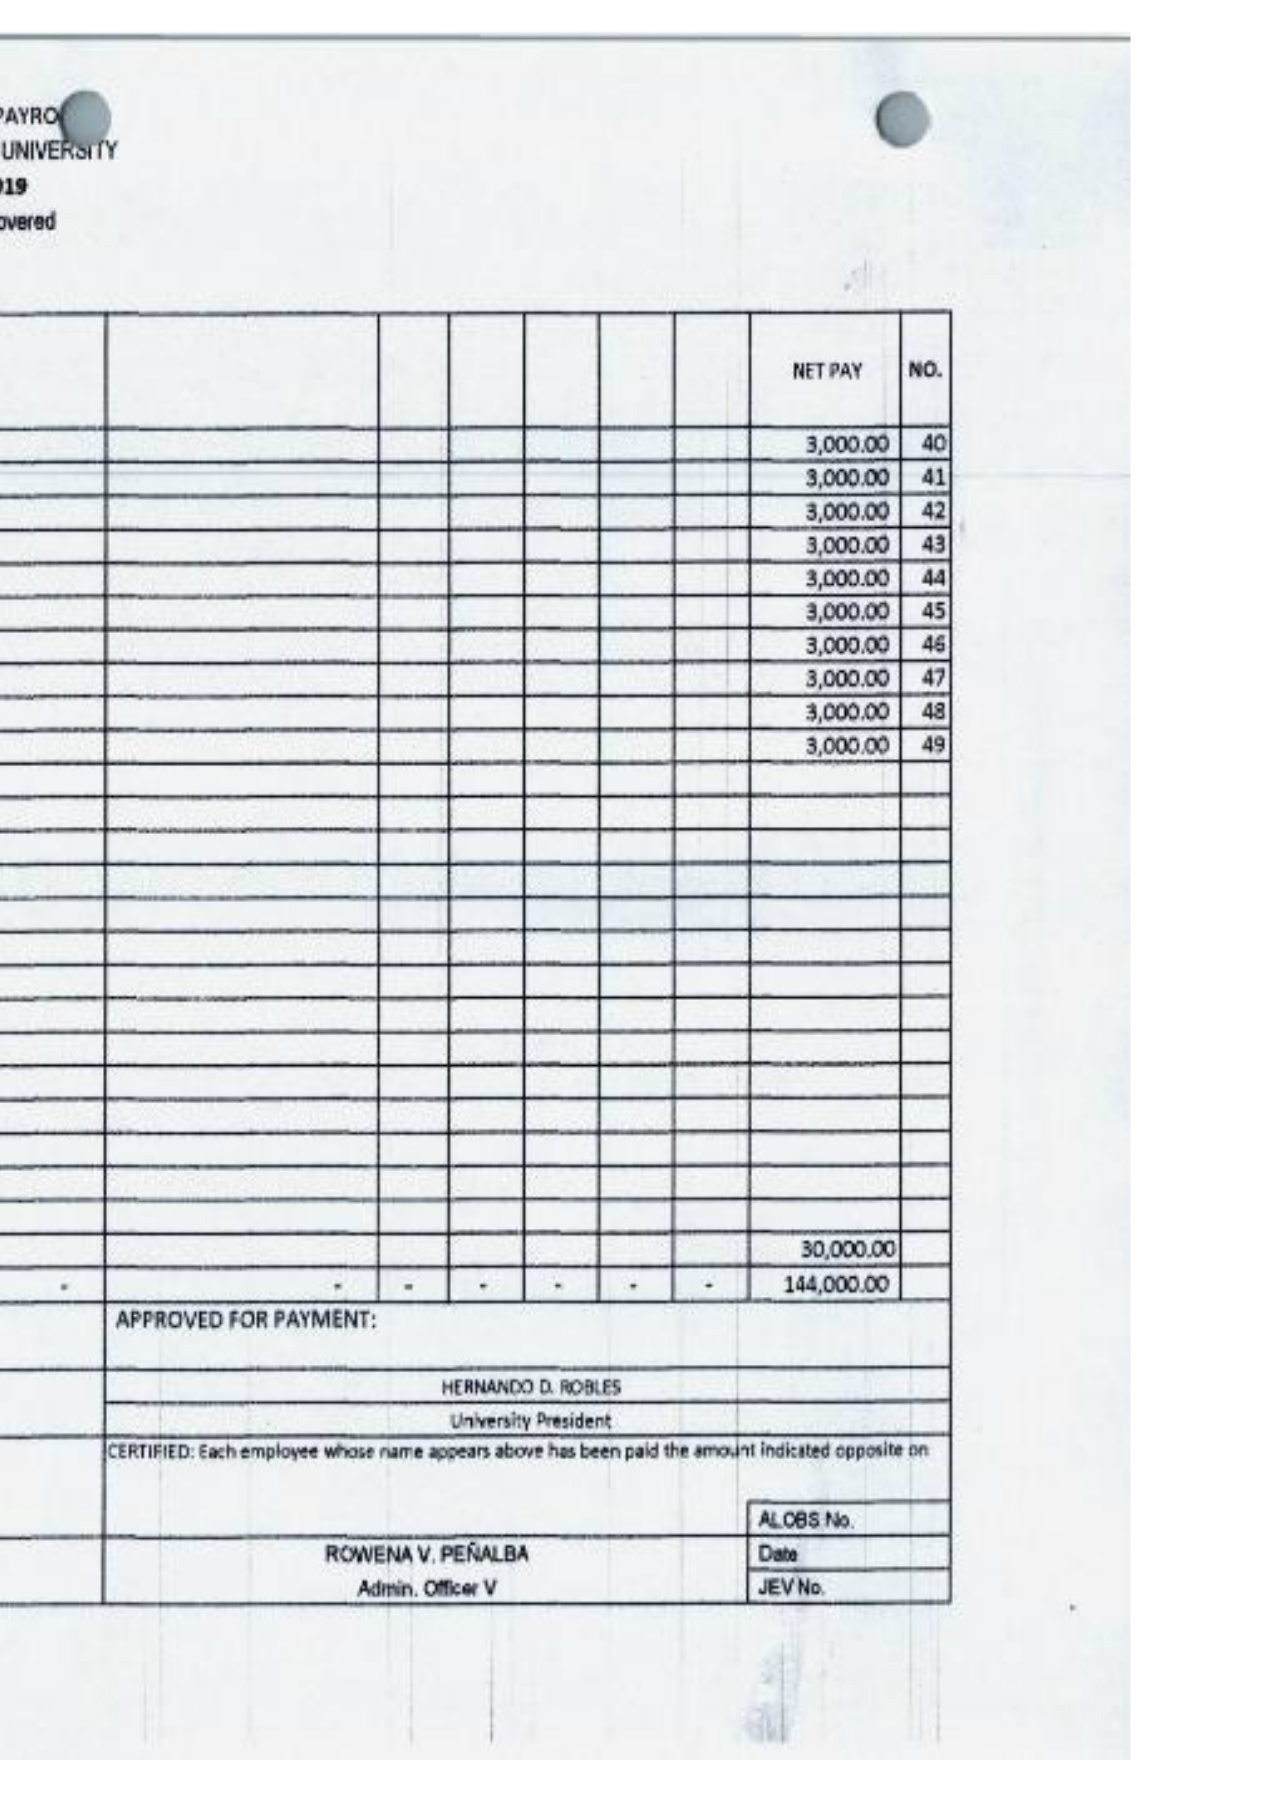 PAYRO
UNIVERSITY
019
overed
NET PAY NO.
3,000.00 40
3,000.00 41
3,000.00 42
3,000.00 43
3,000.00 44
3,000.00 45
3,000.00 46
3,000.00 47
3,000.00 48
3,000.00 49
30,000.00
- - - - - - - 144,000.00
APPROVED FOR PAYMENT:
HERNANDO D. ROBLES
University President
CERTIFIED: Each employee whose name appears above has been paid the amount indicated opposite on
ALOBS No.
ROWENA V. PEÑALBA Date
Admin. Officer V JEV No.